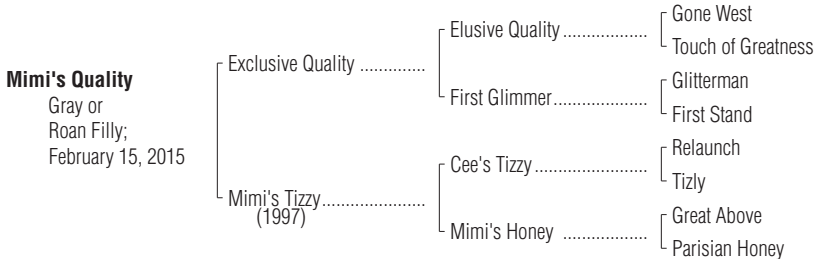 Mimi's Quality
Gray or
Roan Filly;
February 15, 2015
Exclusive Quality ..............
Mimi's Tizzy......................
(1997)
Elusive Quality ..................
First Glimmer....................
Cee's Tizzy........................
Mimi's Honey ..................
Gone West
Touch of Greatness
Glitterman
First Stand
Relaunch
Tizly
Great Above
Parisian Honey